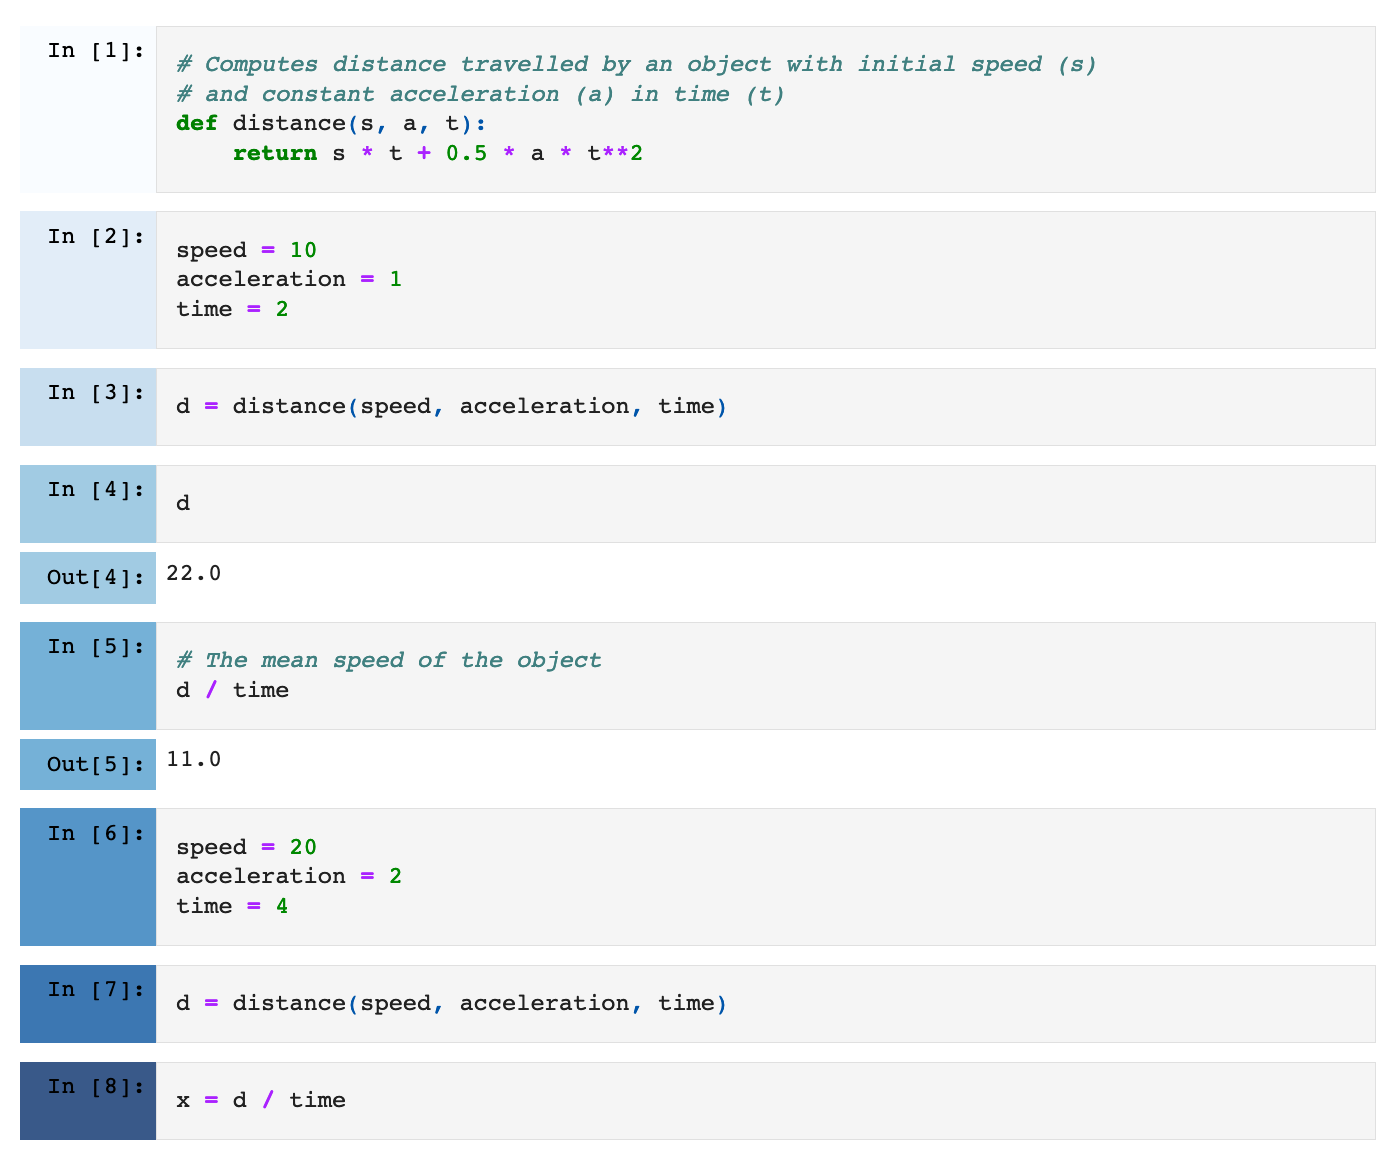 In [1]:
# Computes distance travelled by an object with initial speed (s)
# and constant acceleration (a) in time (t)
def distance(s, a, t):
    return s * t + 0.5 * a * t**2
In [2]:
speed = 10
acceleration = 1
time = 2
In [3]:
d = distance(speed, acceleration, time)
In [4]:
d
Out[4]:
22.0
In [5]:
# The mean speed of the object
d / time
Out[5]:
11.0
In [6]:
speed = 20
acceleration = 2
time = 4
In [7]:
d = distance(speed, acceleration, time)
In [8]:
x = d / time